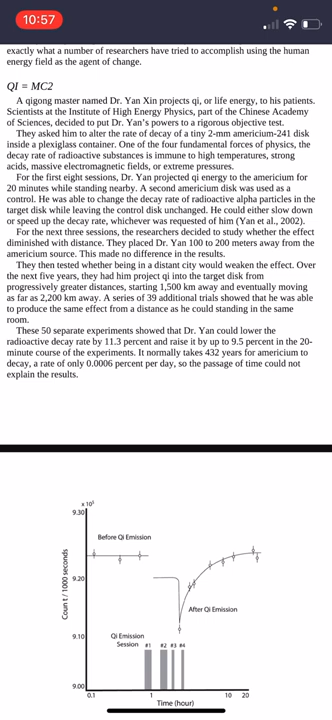 10:57
exactly what a number of researchers have tried to accomplish using the human
energy field as the agent of change.
QI = MC2
A qigong master named Dr. Yan Xin projects qi, or life energy, to his patients.
Scientists at the Institute of High Energy Physics, part of the Chinese Academy
of Sciences, decided to put Dr. Yan’s powers to a rigorous objective test.
They asked him to alter the rate of decay of a tiny 2-mm americium-241 disk
inside a plexiglass container. One of the four fundamental forces of physics, the
decay rate of radioactive substances is immune to high temperatures, strong
acids, massive electromagnetic fields, or extreme pressures.
For the first eight sessions, Dr. Yan projected qi energy to the americium for
20 minutes while standing nearby. A second americium disk was used as a
control. He was able to change the decay rate of radioactive alpha particles in the
target disk while leaving the control disk unchanged. He could either slow down
or speed up the decay rate, whichever was requested of him (Yan et al., 2002).
For the next three sessions, the researchers decided to study whether the effect
diminished with distance. They placed Dr. Yan 100 to 200 meters away from the
americium source. This made no difference in the results.
They then tested whether being in a distant city would weaken the effect. Over
the next five years, they had him project qi into the target disk from
progressively greater distances, starting 1,500 km away and eventually moving
as far as 2,200 km away. A series of 39 additional trials showed that he was able
to produce the same effect from a distance as he could standing in the same
room.
These 50 separate experiments showed that Dr. Yan could lower the
radioactive decay rate by 11.3 percent and raise it by up to 9.5 percent in the 20-
minute course of the experiments. It normally takes 432 years for americium to
decay, a rate of only 0.0006 percent per day, so the passage of time could not
explain the results.
x 10⁵
9.30
Before Qi Emission
9.20
Count / 1000 seconds
After Qi Emission
9.10
Qi Emission
Session #1 #2 #3 #4
9.00
0.1 1 10 20
Time (hour)